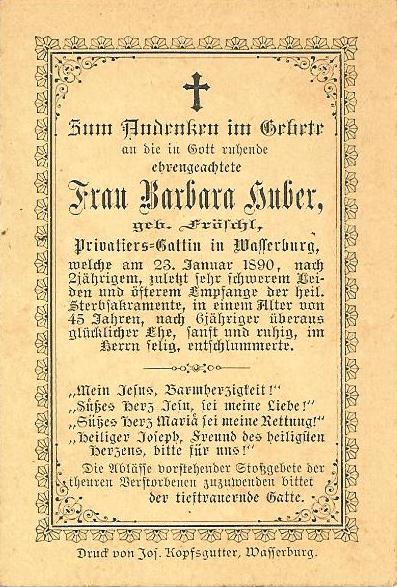 Zum Andenken im Gebete
an die in Gott ruhende
ehrengeachtete
Frau Barbara Huber,
geb. Fröschl,
Privatiers=Gattin in Wasserburg,
welche am 23. Januar 1890, nach
2jährigem, zuletzt sehr schwerem Lei-
den und öfterem Empfange der heil.
Sterbsakramente, in einem Alter von
45 Jahren, nach 6jähriger überaus
glücklicher Ehe, sanft und ruhig, im
Herrn selig, entschlummerte.
„Mein Jesus, Barmherzigkeit!"
„Süßes Herz Jesu, sei meine Liebe!"
„Süßes Herz Mariä sei meine Rettung!"
„Heiliger Joseph, Freund des heiligsten
Herzens, bitte für uns!"
Die Ablässe vorstehender Stoßgebete der
theuren Verstorbenen zuzuwenden bittet
der tieftrauernde Gatte.
Druck von Jos. Kopfsgutter, Wasserburg.